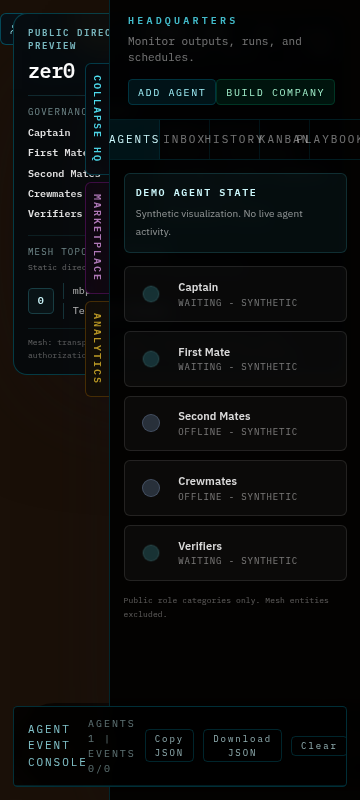 PUBLIC DIREC
PREVIEW
zer0
GOVERNANC
Captain
First Mate
Second Mates
Crewmates
Verifiers
MESH TOPO
Static direc
0
mbp
Te
Mesh: transp
authorizatio
COLLAPSE HQ
MARKETPLACE
ANALYTICS
HEADQUARTERS
Monitor outputs, runs, and
schedules.
ADD AGENT
BUILD COMPANY
AGENTS
INBOX
HISTORY
KANBAN
PLAYBOOK
DEMO AGENT STATE
Synthetic visualization. No live agent
activity.
Captain
WAITING - SYNTHETIC
First Mate
WAITING - SYNTHETIC
Second Mates
OFFLINE - SYNTHETIC
Crewmates
OFFLINE - SYNTHETIC
Verifiers
WAITING - SYNTHETIC
Public role categories only. Mesh entities
excluded.
AGENT
EVENT
CONSOLE
AGENTS
1 |
EVENTS
0/0
Copy
JSON
Download
JSON
Clear